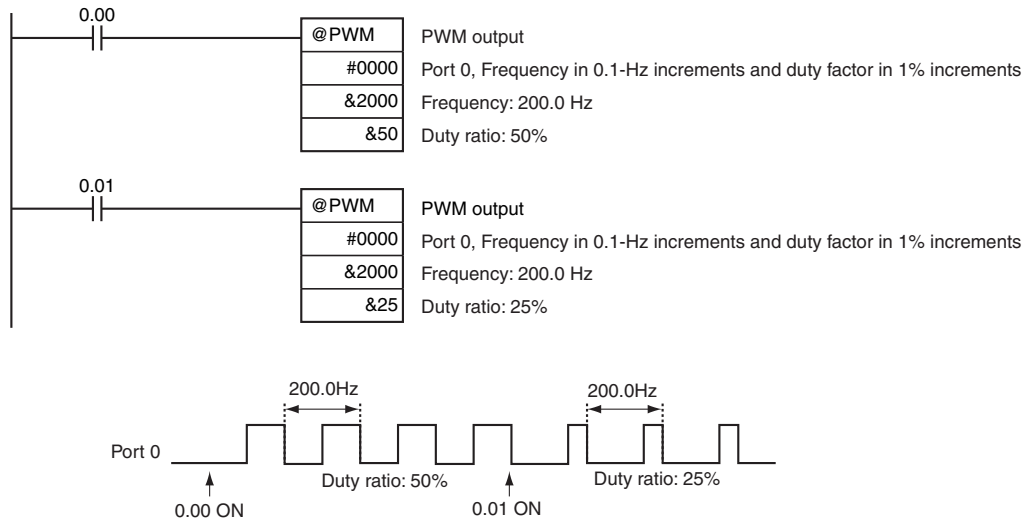 0.00
@PWM PWM output
#0000 Port 0, Frequency in 0.1-Hz increments and duty factor in 1% increments
&2000 Frequency: 200.0 Hz
&50 Duty ratio: 50%
0.01
@PWM PWM output
#0000 Port 0, Frequency in 0.1-Hz increments and duty factor in 1% increments
&2000 Frequency: 200.0 Hz
&25 Duty ratio: 25%
200.0Hz 200.0Hz
Port 0
Duty ratio: 50% Duty ratio: 25%
0.00 ON 0.01 ON